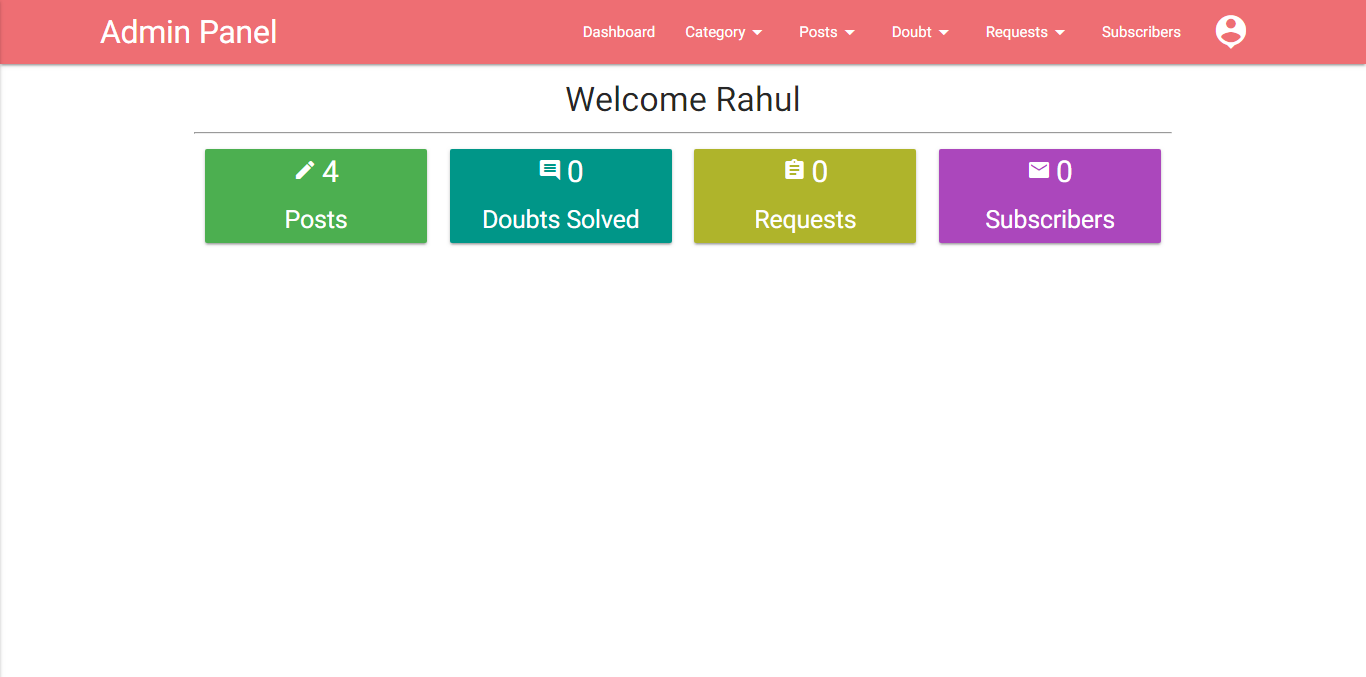 Admin Panel Dashboard Category Posts Doubt Requests Subscribers
Welcome Rahul
4
Posts
0
Doubts Solved
0
Requests
0
Subscribers